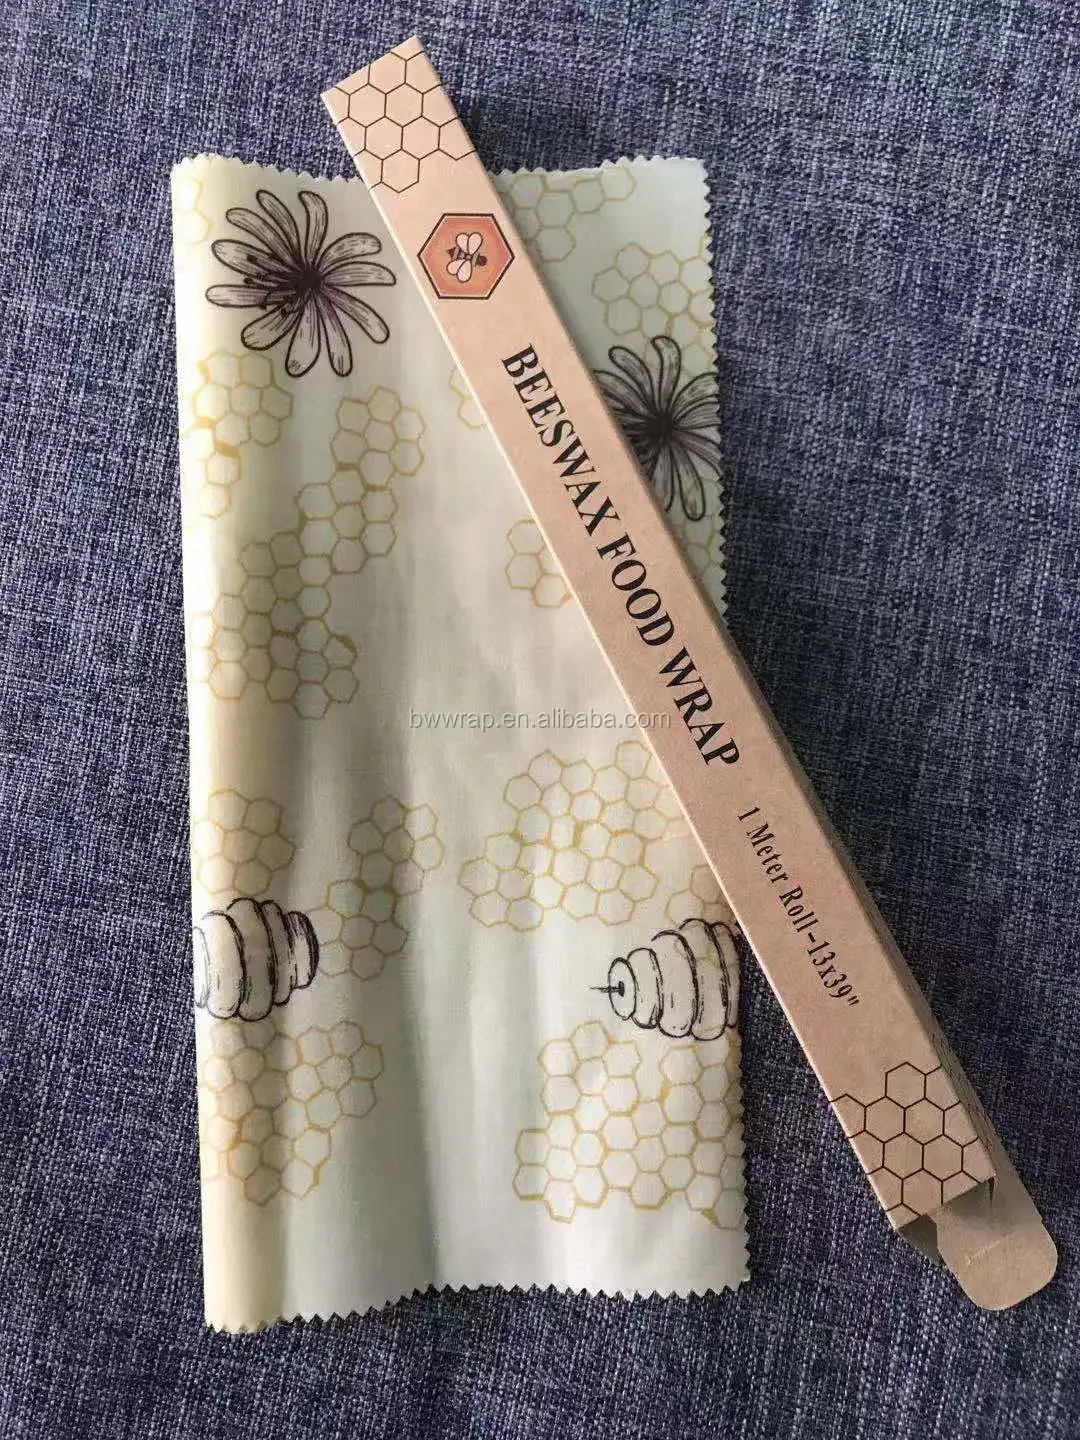 BEESWAX FOOD WRAP
1 Meter Roll-13x39"
bwwrap.en.alibaba.com